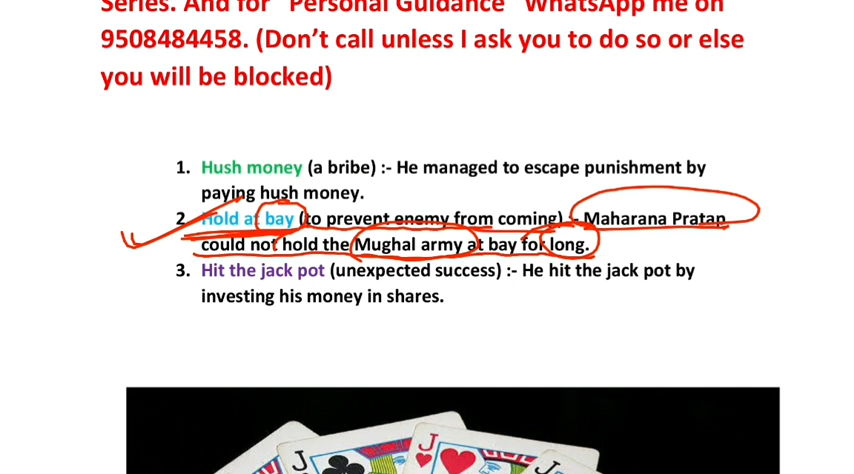 Series. And for "Personal Guidance" WhatsApp me on
9508484458. (Don't call unless I ask you to do so or else
you will be blocked)
1. Hush money (a bribe) :- He managed to escape punishment by
paying hush money.
2. Hold at bay (to prevent enemy from coming) :- Maharana Pratap
could not hold the Mughal army at bay for long.
3. Hit the jack pot (unexpected success) :- He hit the jack pot by
investing his money in shares.
J
J
J